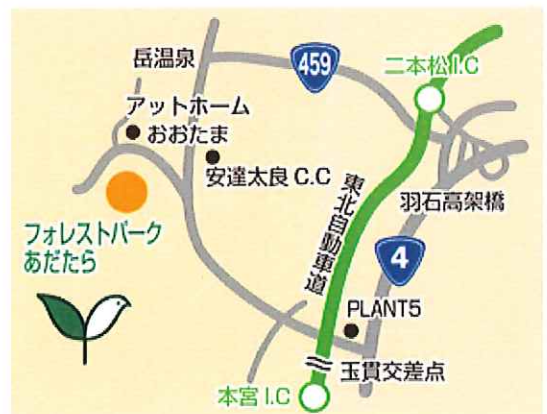 岳温泉
459
二本松I.C
アットホーム
おおたま
安達太良C.C
羽石高架橋
東北自動車道
フォレストパーク
あだたら
4
PLANT5
玉貫交差点
本宮I.C